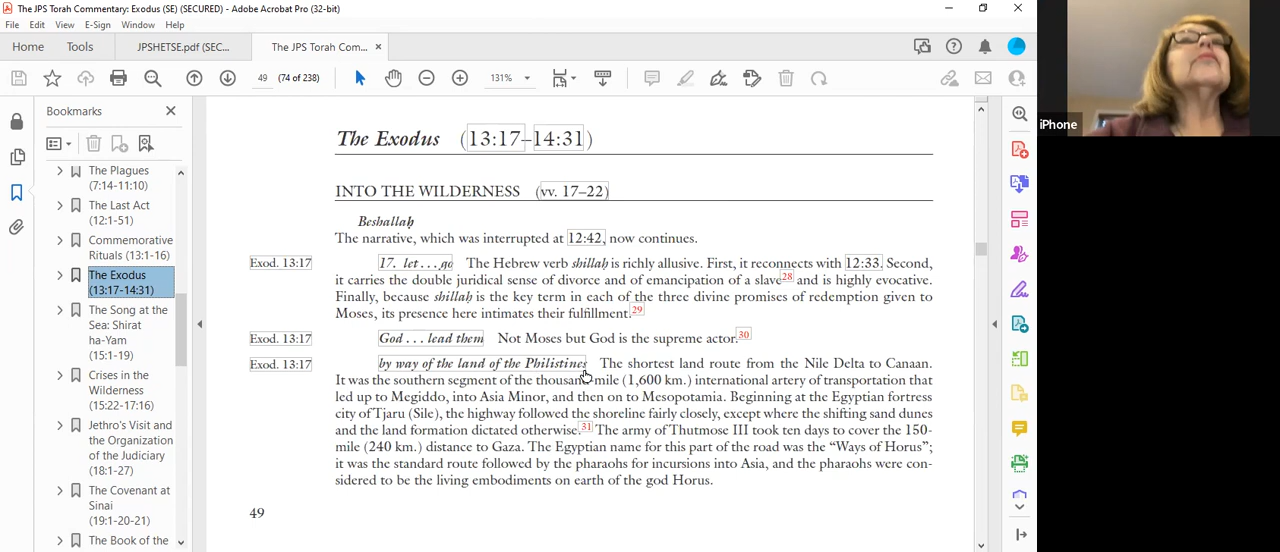 The JPS Torah Commentary: Exodus (SE) (SECURED) - Adobe Acrobat Pro (32-bit)
File Edit View E-Sign Window Help
Home Tools JPSHETSE.pdf (SEC... The JPS Torah Com... ×
49 (74 of 238) 131%
Bookmarks
The Plagues
(7:14-11:10)
The Last Act
(12:1-51)
Commemorative
Rituals (13:1-16)
The Exodus
(13:17-14:31)
The Song at the
Sea: Shirat
ha-Yam
(15:1-19)
Crises in the
Wilderness
(15:22-17:16)
Jethro's Visit and
the Organization
of the Judiciary
(18:1-27)
The Covenant at
Sinai
(19:1-20-21)
The Book of the
The Exodus (13:17–14:31)
INTO THE WILDERNESS (vv. 17–22)
Beshallaḥ
The narrative, which was interrupted at 12:42, now continues.
Exod. 13:17 17. let . . . go The Hebrew verb shillaḥ is richly allusive. First, it reconnects with 12:33. Second,
it carries the double juridical sense of divorce and of emancipation of a slave28 and is highly evocative.
Finally, because shillaḥ is the key term in each of the three divine promises of redemption given to
Moses, its presence here intimates their fulfillment.29
Exod. 13:17 God . . . lead them Not Moses but God is the supreme actor.30
Exod. 13:17 by way of the land of the Philistines The shortest land route from the Nile Delta to Canaan.
It was the southern segment of the thousand-mile (1,600 km.) international artery of transportation that
led up to Megiddo, into Asia Minor, and then on to Mesopotamia. Beginning at the Egyptian fortress
city of Tjaru (Sile), the highway followed the shoreline fairly closely, except where the shifting sand dunes
and the land formation dictated otherwise.31 The army of Thutmose III took ten days to cover the 150-
mile (240 km.) distance to Gaza. The Egyptian name for this part of the road was the “Ways of Horus”;
it was the standard route followed by the pharaohs for incursions into Asia, and the pharaohs were con-
sidered to be the living embodiments on earth of the god Horus.
49
iPhone